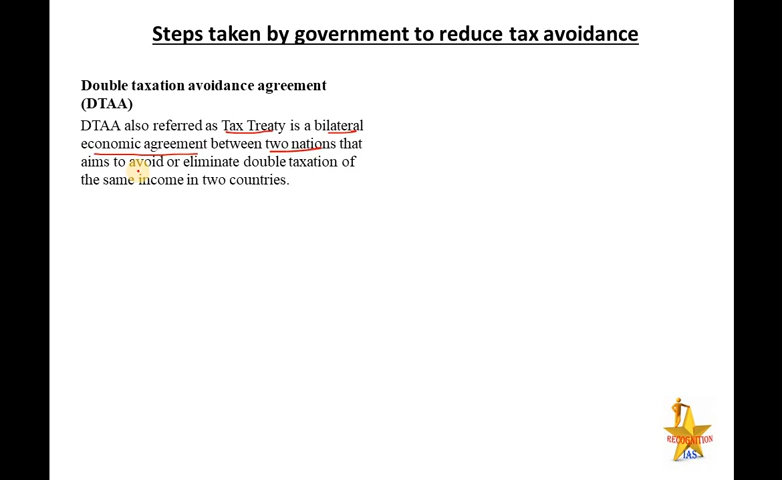 Steps taken by government to reduce tax avoidance
Double taxation avoidance agreement
(DTAA)
DTAA also referred as Tax Treaty is a bilateral
economic agreement between two nations that
aims to avoid or eliminate double taxation of
the same income in two countries.
RECOGNITION
IAS